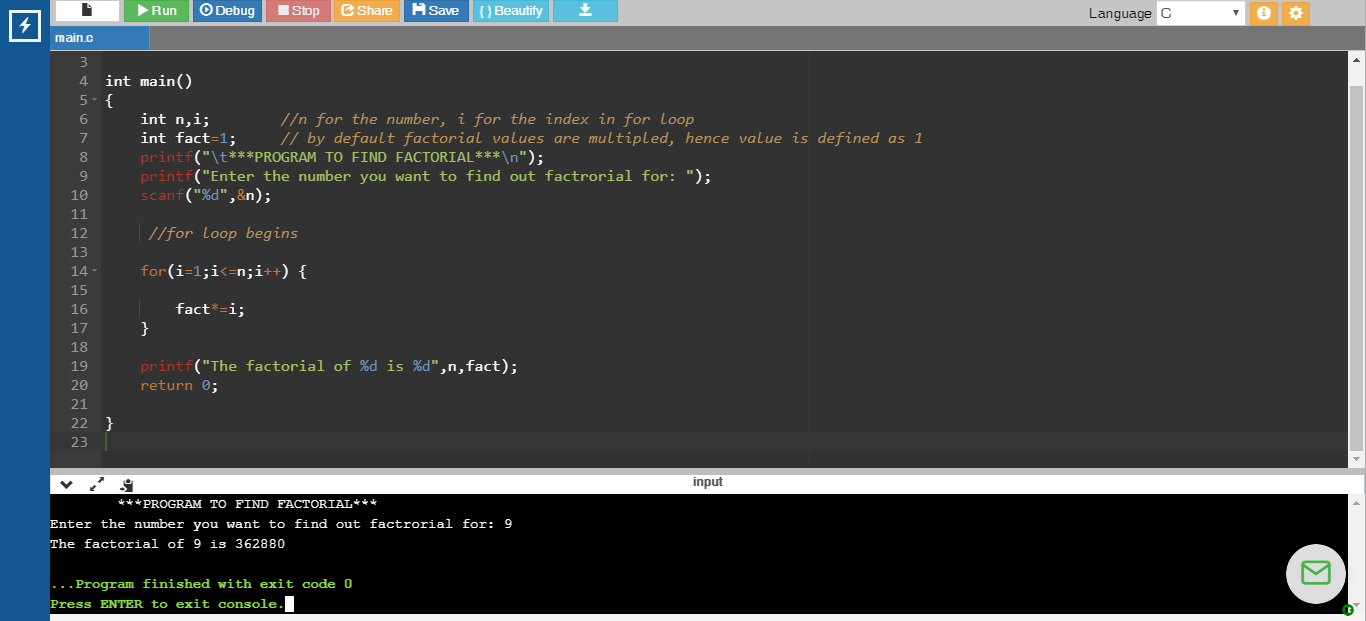 Run Debug Stop Share Save { } Beautify Language C
main.c
3
4 int main()
5 {
6 int n,i; //n for the number, i for the index in for loop
7 int fact=1; // by default factorial values are multipled, hence value is defined as 1
8 printf("\t***PROGRAM TO FIND FACTORIAL***\n");
9 printf("Enter the number you want to find out factrorial for: ");
10 scanf("%d",&n);
11
12 //for loop begins
13
14 for(i=1;i<=n;i++) {
15
16 fact*=i;
17 }
18
19 printf("The factorial of %d is %d",n,fact);
20 return 0;
21
22 }
23
input
***PROGRAM TO FIND FACTORIAL***
Enter the number you want to find out factrorial for: 9
The factorial of 9 is 362880
...Program finished with exit code 0
Press ENTER to exit console.